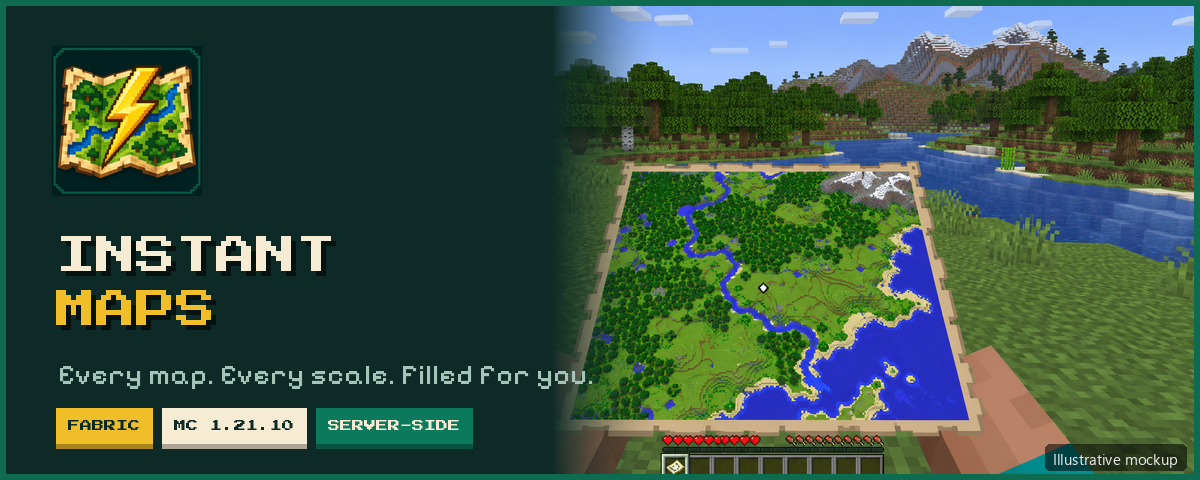 INSTANT
MAPS
Every map. Every scale. Filled for you.
FABRIC
MC 1.21.10
SERVER-SIDE
Illustrative mockup